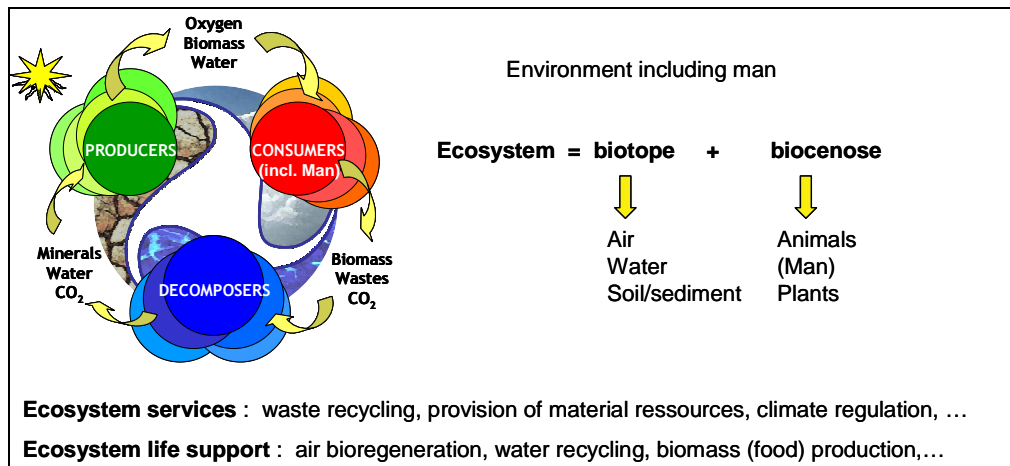 Oxygen
Biomass
Water
PRODUCERS
CONSUMERS
(incl. Man)
Minerals
Water
CO₂
DECOMPOSERS
Biomass
Wastes
CO₂
Environment including man
Ecosystem = biotope + biocenose
Air
Water
Soil/sediment
Animals
(Man)
Plants
Ecosystem services : waste recycling, provision of material ressources, climate regulation, …
Ecosystem life support : air bioregeneration, water recycling, biomass (food) production,…